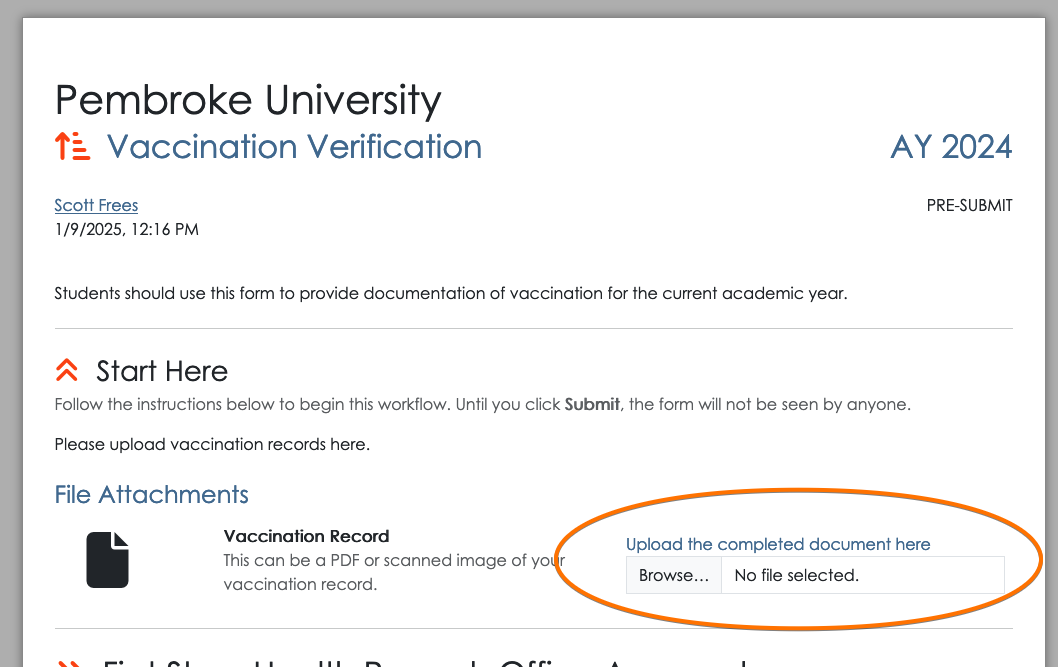 Pembroke University
Vaccination Verification
AY 2024
Scott Frees
PRE-SUBMIT
1/9/2025, 12:16 PM
Students should use this form to provide documentation of vaccination for the current academic year.
Start Here
Follow the instructions below to begin this workflow. Until you click Submit, the form will not be seen by anyone.
Please upload vaccination records here.
File Attachments
Vaccination Record
This can be a PDF or scanned image of your
vaccination record.
Upload the completed document here
Browse... No file selected.